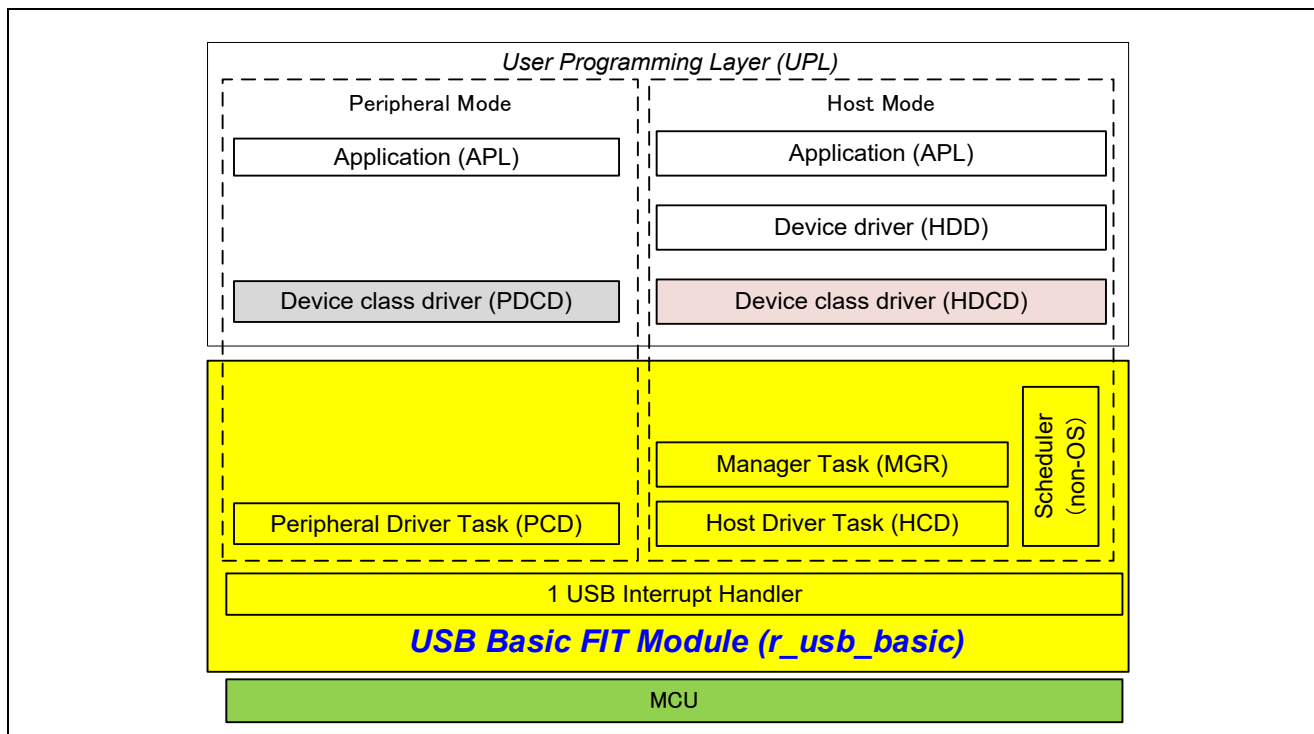 User Programming Layer (UPL)
Peripheral Mode
Application (APL)
Device class driver (PDCD)
Host Mode
Application (APL)
Device driver (HDD)
Device class driver (HDCD)
Peripheral Driver Task (PCD)
Manager Task (MGR)
Host Driver Task (HCD)
Scheduler
(non-OS)
1 USB Interrupt Handler
USB Basic FIT Module (r_usb_basic)
MCU